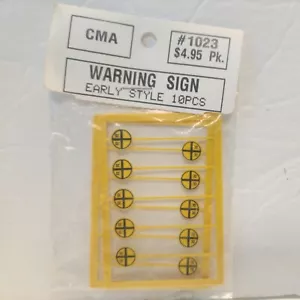 CMA
#1023
$4.95 Pk.
WARNING SIGN
EARLY STYLE 10PCS